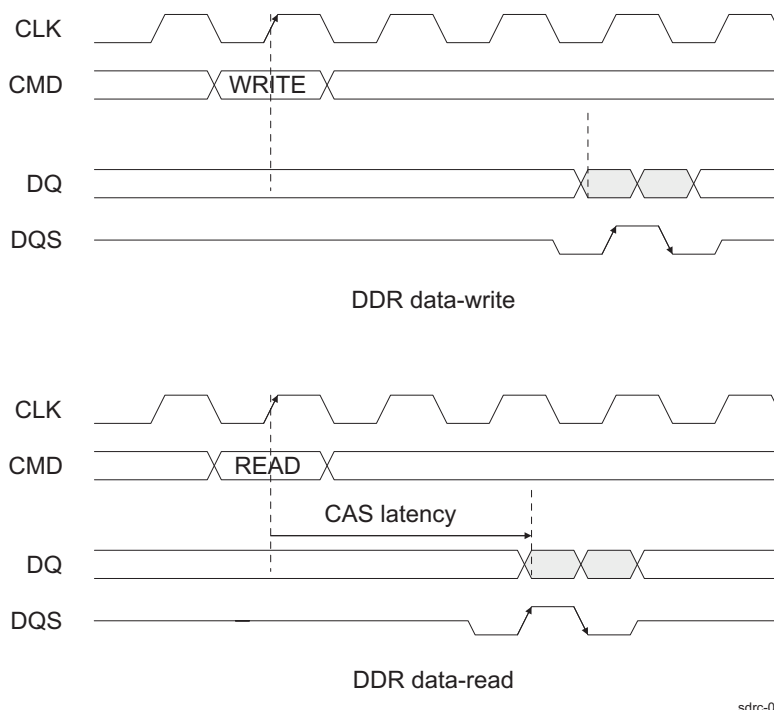 CLK
CMD WRITE
DQ
DQS
DDR data-write
CLK
CMD READ
CAS latency
DQ
DQS
DDR data-read